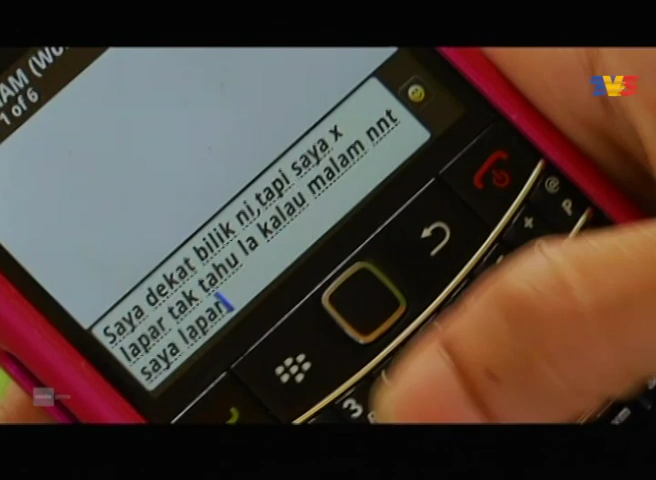 TV3
1 of 6
Saya dekat bilik ni,tapi saya x
lapar tak tahu la kalau malam nnt
saya lapar
@
P
+
3